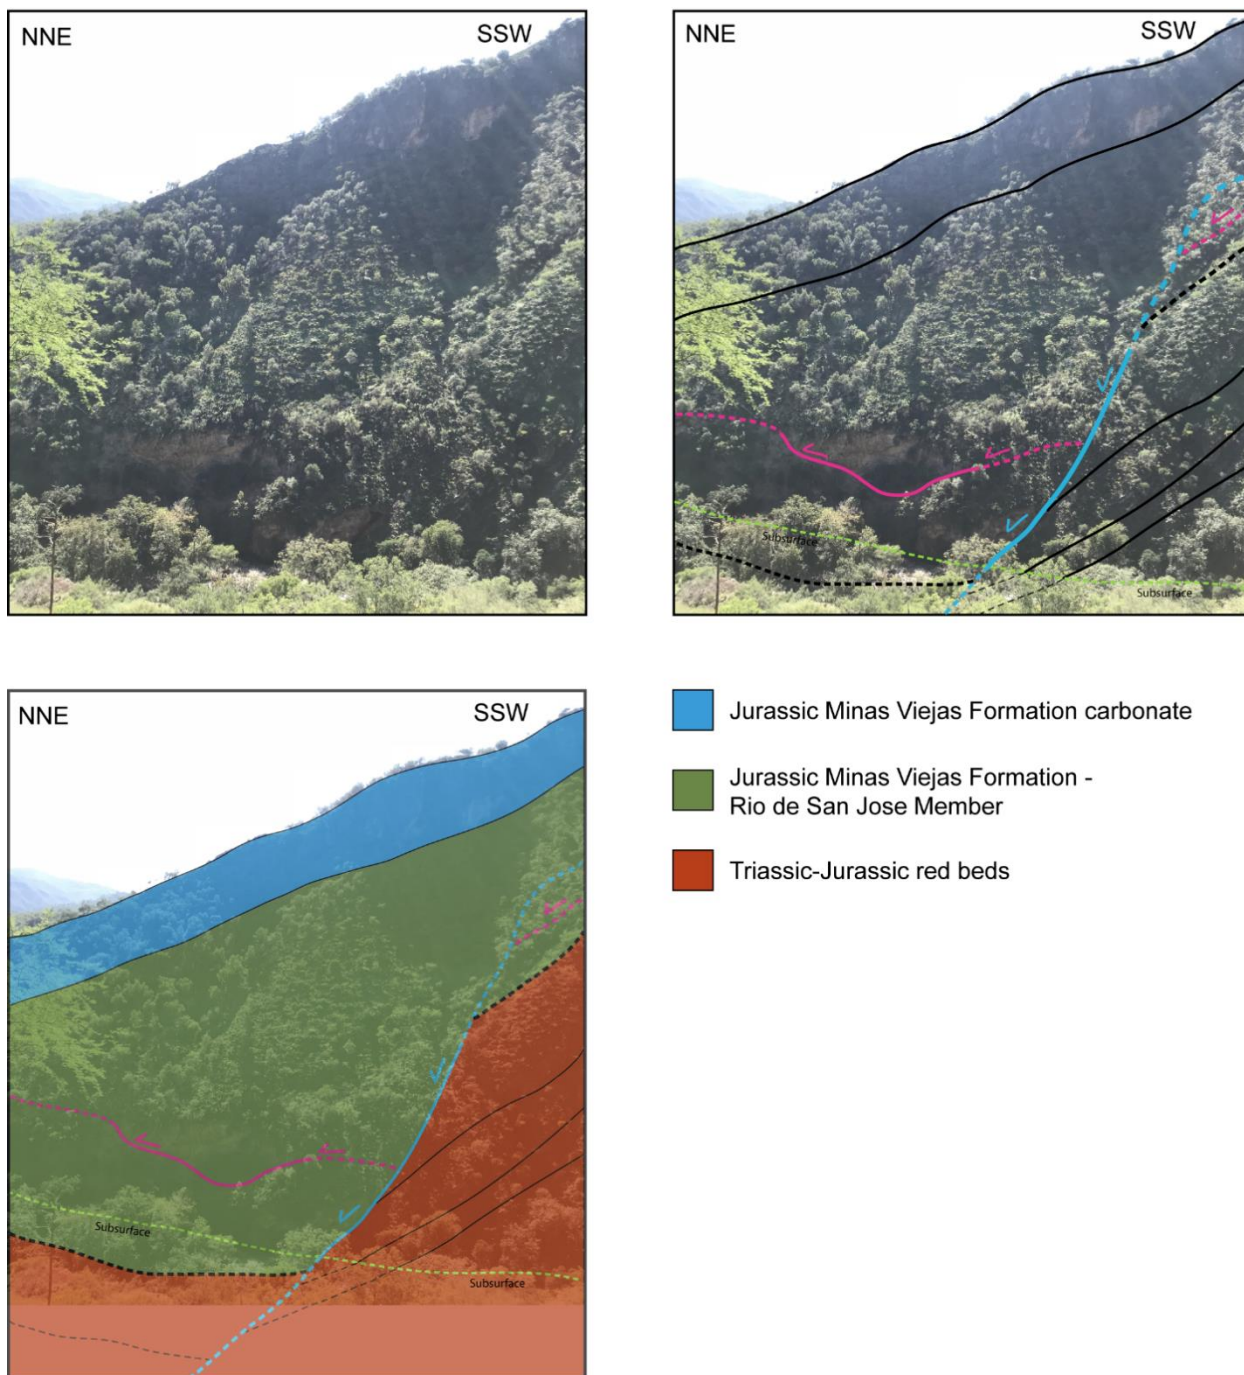 NNE
SSW
NNE
SSW
Subsurface
Subsurface
NNE
SSW
Subsurface
Subsurface
Jurassic Minas Viejas Formation carbonate
Jurassic Minas Viejas Formation -
Rio de San Jose Member
Triassic-Jurassic red beds